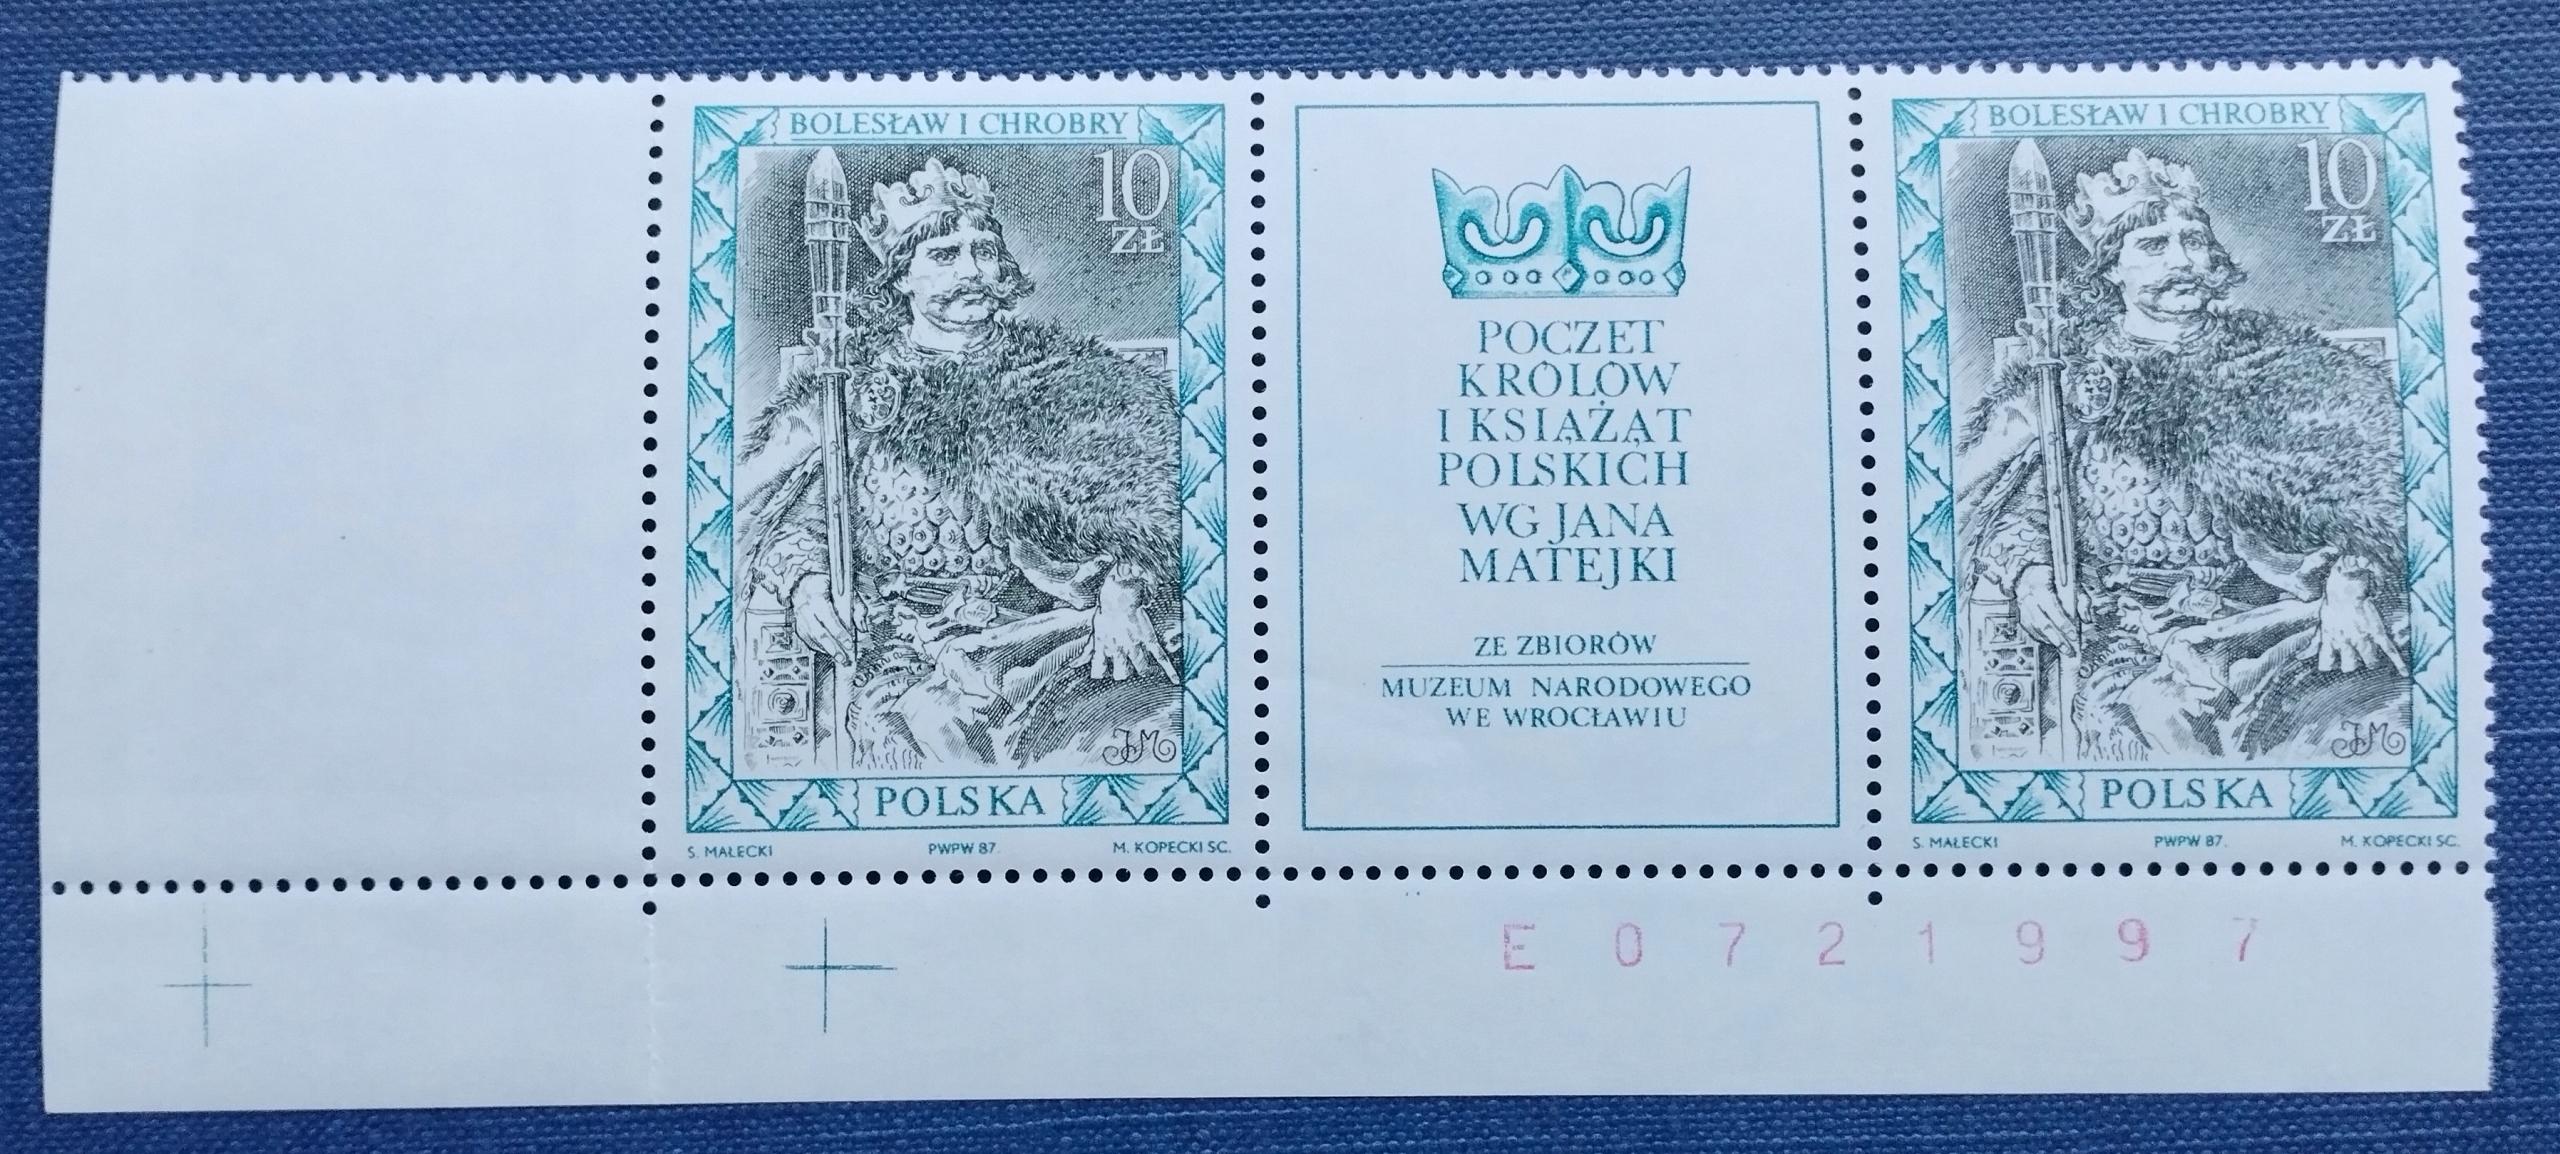 BOLESŁAW I CHROBRY
10
ZŁ
JM
POLSKA
S. MAŁECKI PWPW 87. M. KOPECKI SC.
POCZET
KRÓLÓW
I KSIĄŻĄT
POLSKICH
WG JANA
MATEJKI
ZE ZBIORÓW
MUZEUM NARODOWEGO
WE WROCŁAWIU
BOLESŁAW I CHROBRY
10
ZŁ
JM
POLSKA
S. MAŁECKI PWPW 87. M. KOPECKI SC.
E 0 7 2 1 9 9 7